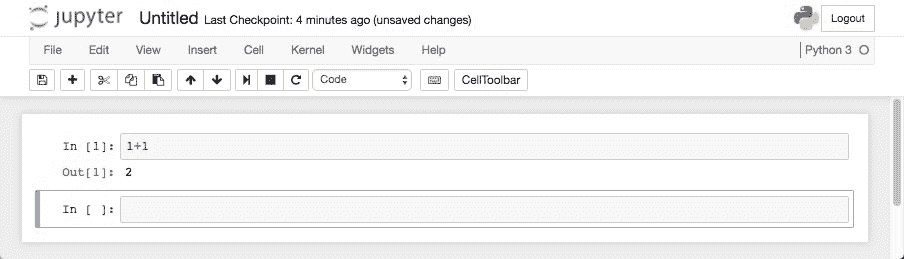 jupyter Untitled Last Checkpoint: 4 minutes ago (unsaved changes) Logout
File Edit View Insert Cell Kernel Widgets Help Python 3
Code CellToolbar
In [1]: 1+1
Out[1]: 2
In [ ]: